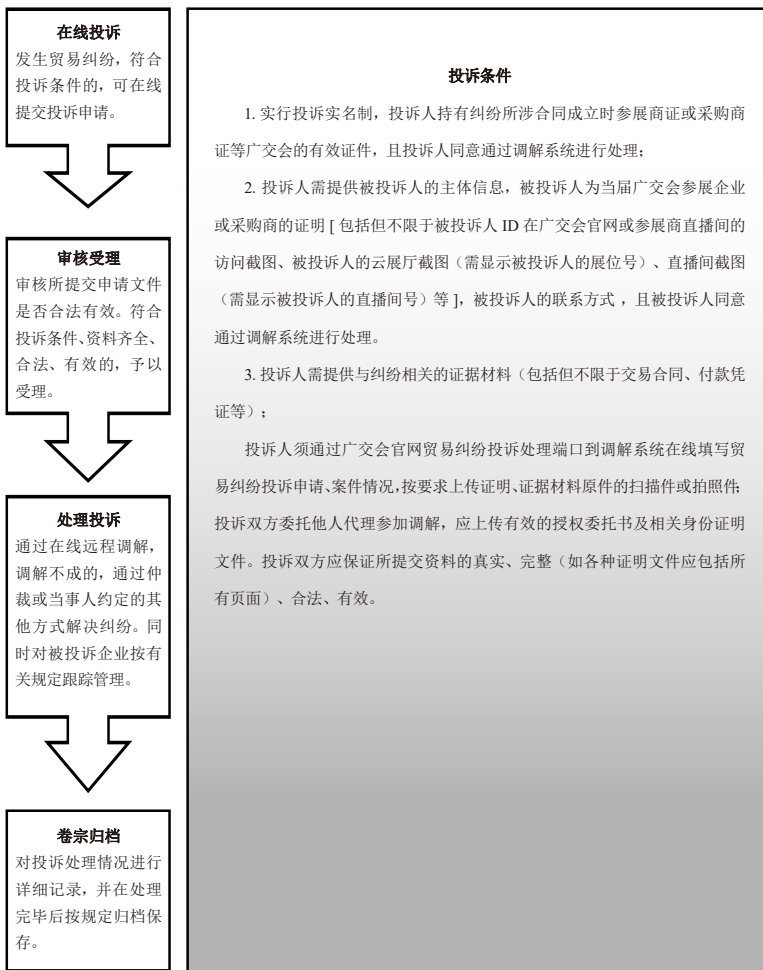 在线投诉
发生贸易纠纷，符合
投诉条件的，可在线
提交投诉申请。
审核受理
审核所提交申请文件
是否合法有效。符合
投诉条件、资料齐全、
合法、有效的，予以
受理。
处理投诉
通过在线远程调解，
调解不成的，通过仲
裁或当事人约定的其
他方式解决纠纷。同
时对被投诉企业按有
关规定跟踪管理。
卷宗归档
对投诉处理情况进行
详细记录，并在处理
完毕后按规定归档保
存。
投诉条件
1. 实行投诉实名制，投诉人持有纠纷所涉合同成立时参展商证或采购商
证等广交会的有效证件，且投诉人同意通过调解系统进行处理；
2. 投诉人需提供被投诉人的主体信息，被投诉人为当届广交会参展企业
或采购商的证明 [ 包括但不限于被投诉人 ID 在广交会官网或参展商直播间的
访问截图、被投诉人的云展厅截图（需显示被投诉人的展位号）、直播间截图
（需显示被投诉人的直播间号）等 ]，被投诉人的联系方式 ，且被投诉人同意
通过调解系统进行处理。
3. 投诉人需提供与纠纷相关的证据材料（包括但不限于交易合同、付款凭
证等）；
投诉人须通过广交会官网贸易纠纷投诉处理端口到调解系统在线填写贸
易纠纷投诉申请、案件情况，按要求上传证明、证据材料原件的扫描件或拍照件；
投诉双方委托他人代理参加调解，应上传有效的授权委托书及相关身份证明
文件。投诉双方应保证所提交资料的真实、完整（如各种证明文件应包括所
有页面）、合法、有效。